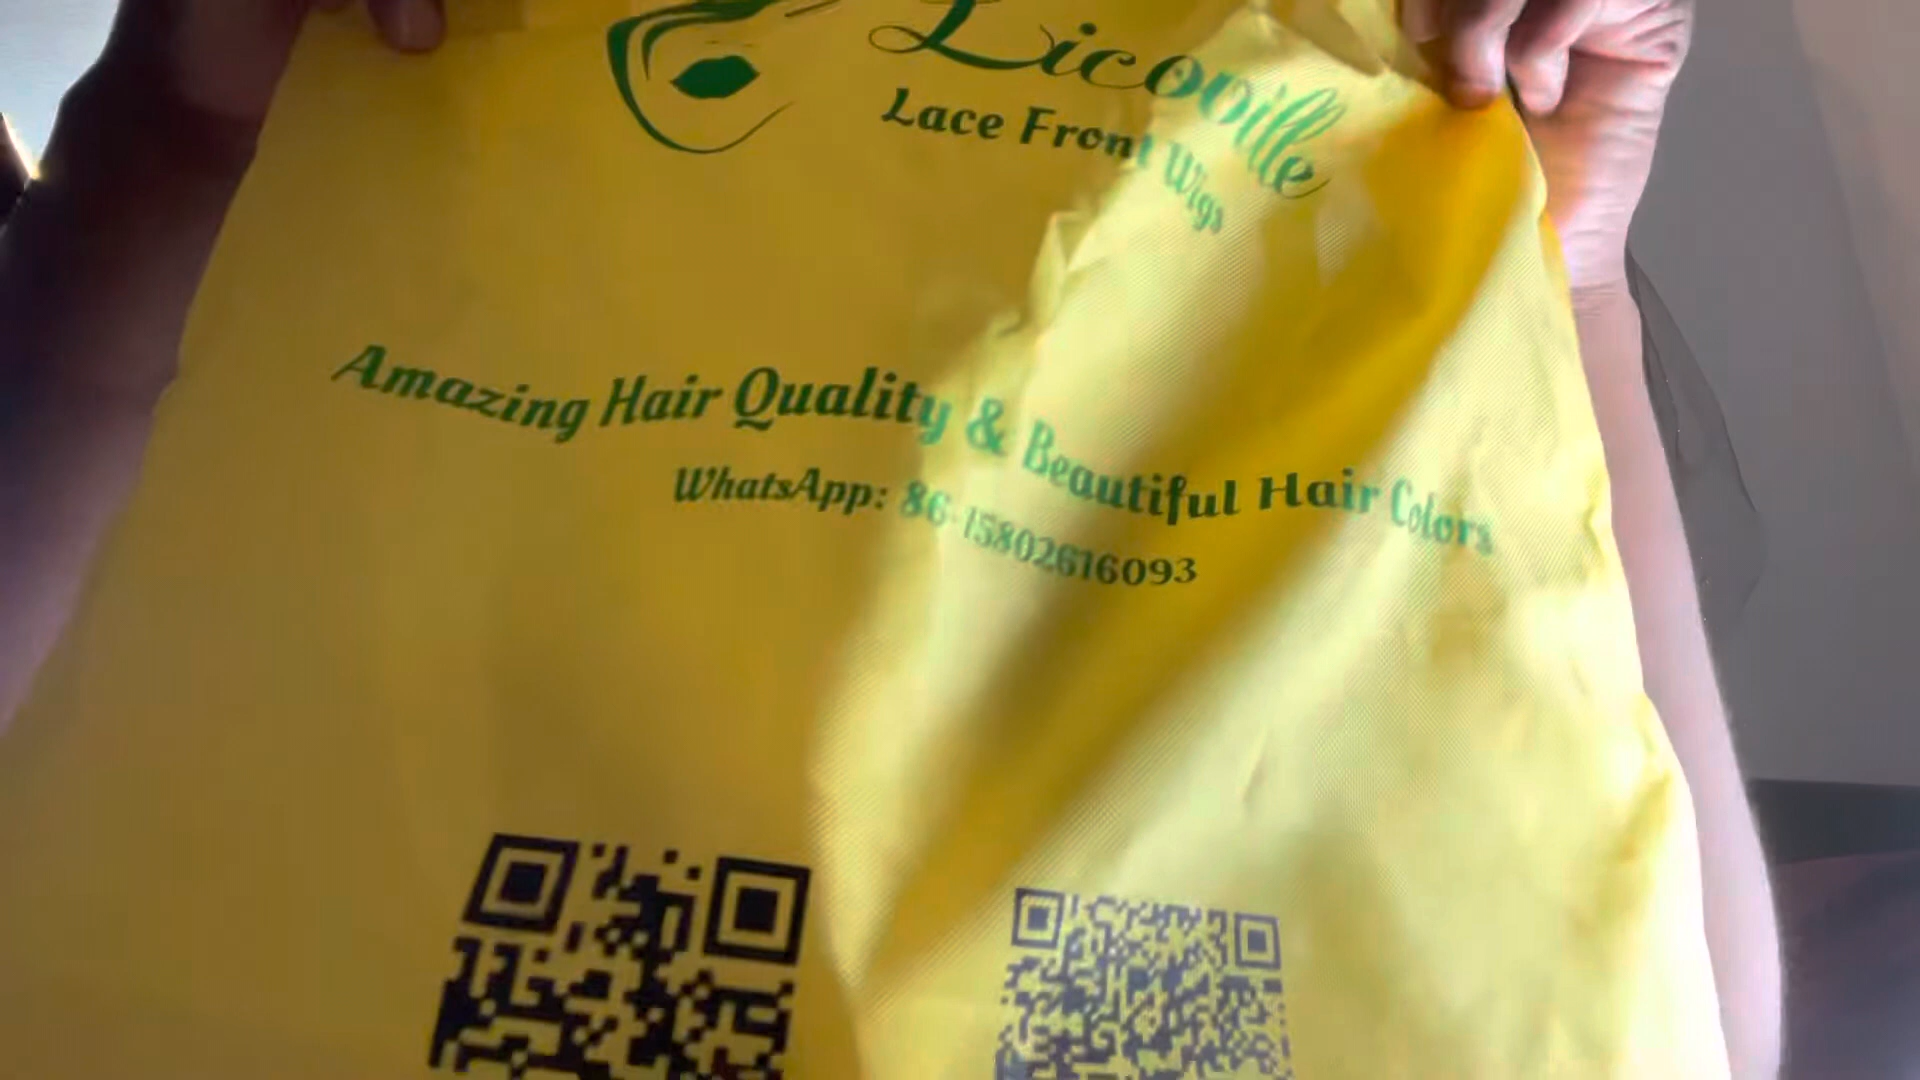 Licoville
Lace Front Wigs
Amazing Hair Quality & Beautiful Hair Colors
WhatsApp: 86-15802616093